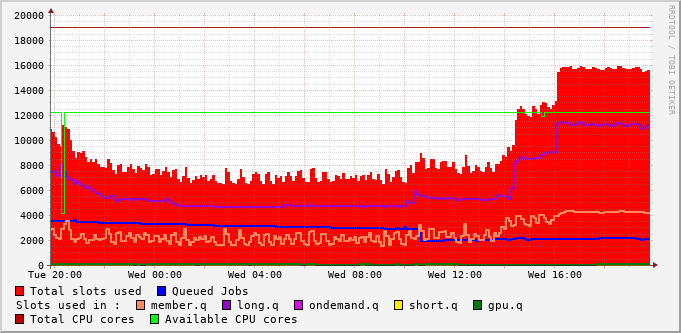 20000
18000
16000
14000
12000
10000
8000
6000
4000
2000
0
Tue 20:00 Wed 00:00 Wed 04:00 Wed 08:00 Wed 12:00 Wed 16:00
Total slots used Queued Jobs
Slots used in : member.q long.q ondemand.q short.q gpu.q
Total CPU cores Available CPU cores
RRDTOOL / TOBI OETIKER